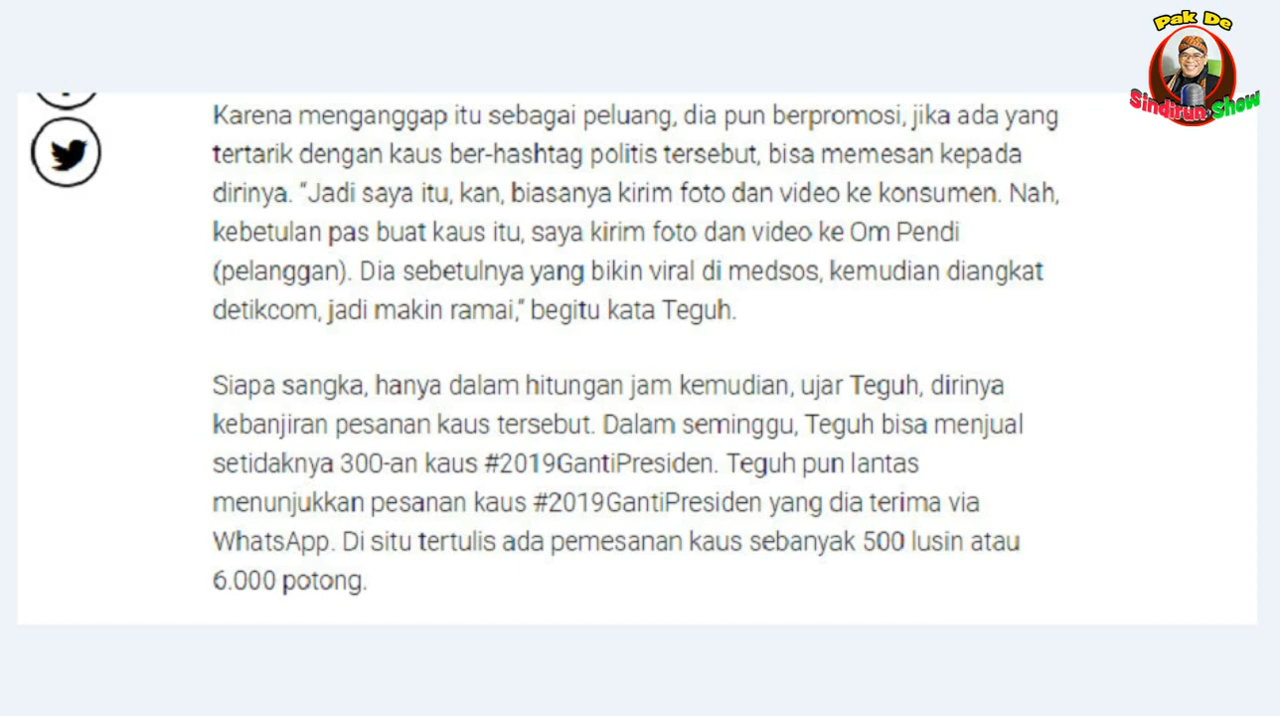 Pak De
Sindirun Show
Karena menganggap itu sebagai peluang, dia pun berpromosi, jika ada yang
tertarik dengan kaus ber-hashtag politis tersebut, bisa memesan kepada
dirinya. “Jadi saya itu, kan, biasanya kirim foto dan video ke konsumen. Nah,
kebetulan pas buat kaus itu, saya kirim foto dan video ke Om Pendi
(pelanggan). Dia sebetulnya yang bikin viral di medsos, kemudian diangkat
detikcom, jadi makin ramai,” begitu kata Teguh.
Siapa sangka, hanya dalam hitungan jam kemudian, ujar Teguh, dirinya
kebanjiran pesanan kaus tersebut. Dalam seminggu, Teguh bisa menjual
setidaknya 300-an kaus #2019GantiPresiden. Teguh pun lantas
menunjukkan pesanan kaus #2019GantiPresiden yang dia terima via
WhatsApp. Di situ tertulis ada pemesanan kaus sebanyak 500 lusin atau
6.000 potong.